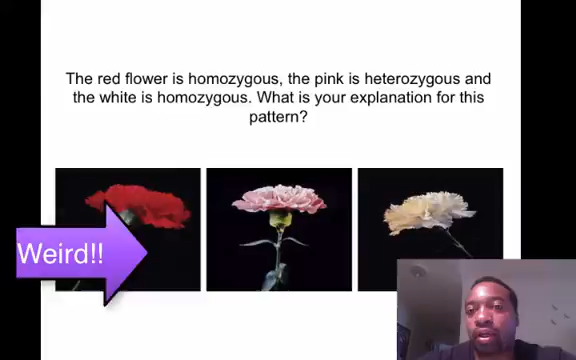 The red flower is homozygous, the pink is heterozygous and
the white is homozygous. What is your explanation for this
pattern?
Weird!!